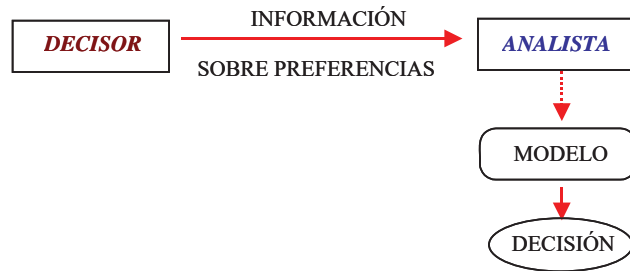 INFORMACIÓN
DECISOR
ANALISTA
SOBRE PREFERENCIAS
MODELO
DECISIÓN